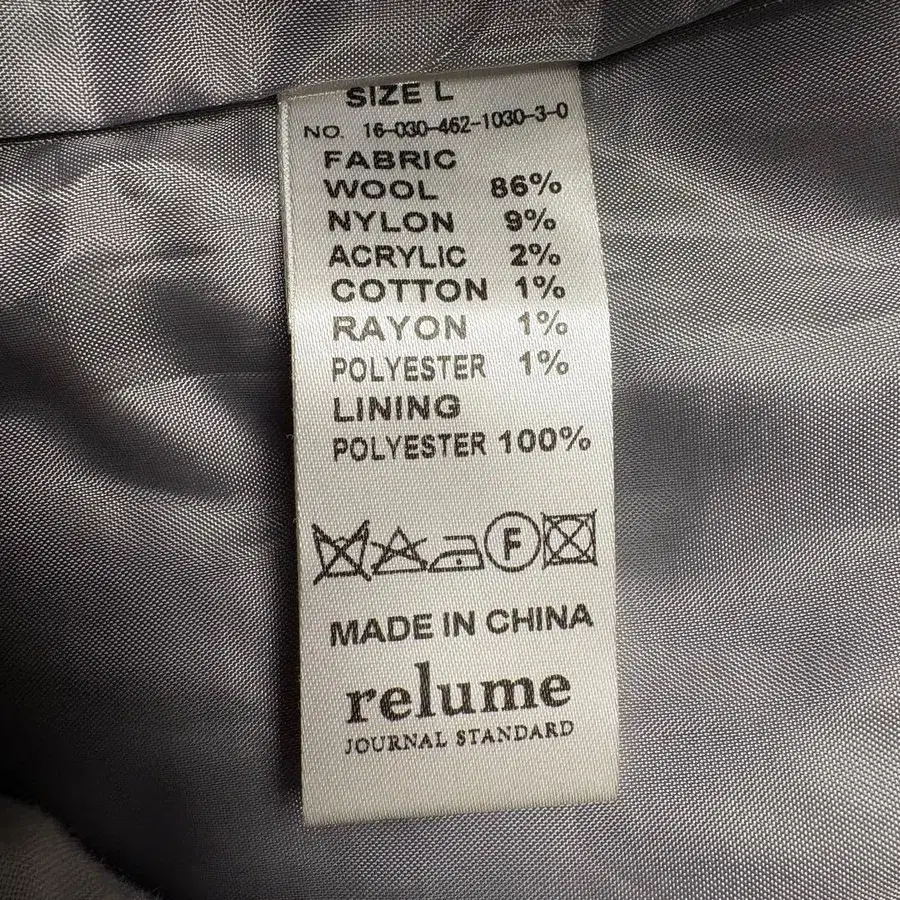 SIZE L
NO. 16-030-462-1030-3-0
FABRIC
WOOL 86%
NYLON 9%
ACRYLIC 2%
COTTON 1%
RAYON 1%
POLYESTER 1%
LINING
POLYESTER 100%
F
MADE IN CHINA
relume
JOURNAL STANDARD